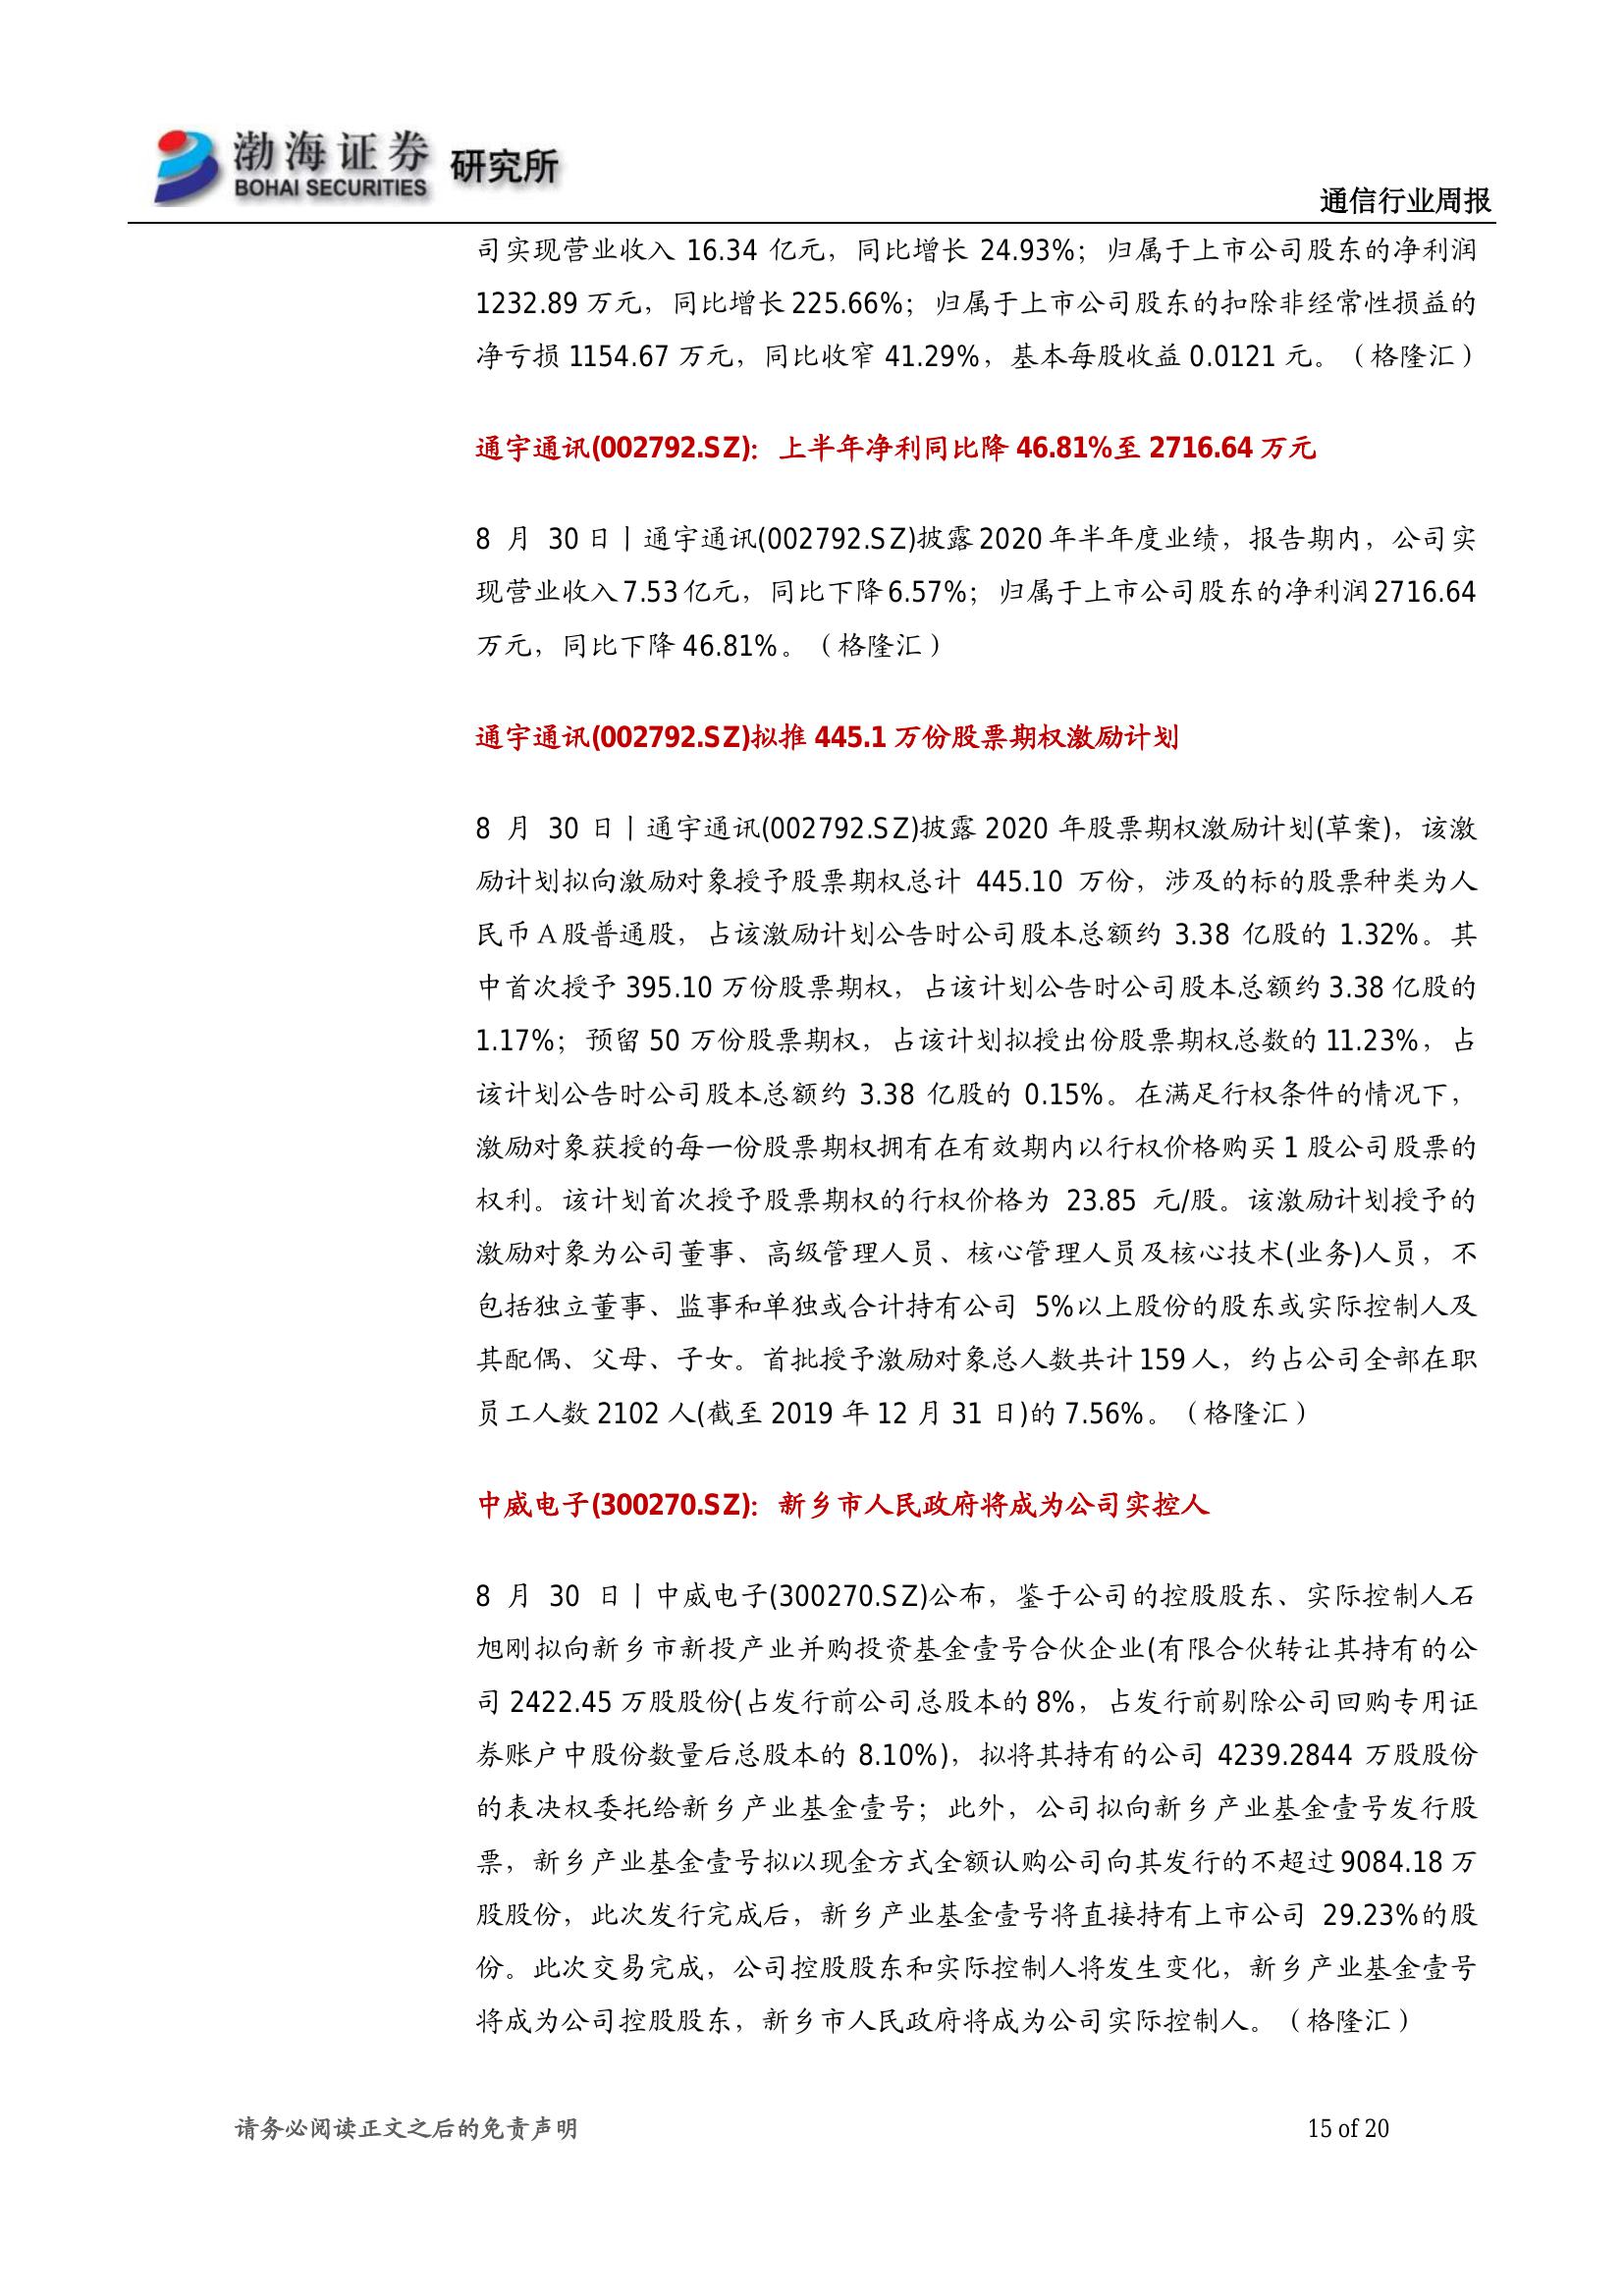 渤海证券 研究所
BOHAI SECURITIES
通信行业周报
司实现营业收入 16.34 亿元，同比增长 24.93%；归属于上市公司股东的净利润
1232.89 万元，同比增长 225.66%；归属于上市公司股东的扣除非经常性损益的
净亏损 1154.67 万元，同比收窄 41.29%，基本每股收益 0.0121 元。（格隆汇）
通宇通讯(002792.SZ)：上半年净利同比降 46.81%至 2716.64 万元
8 月 30 日丨通宇通讯(002792.SZ)披露 2020 年半年度业绩，报告期内，公司实
现营业收入 7.53 亿元，同比下降 6.57%；归属于上市公司股东的净利润 2716.64
万元，同比下降 46.81%。（格隆汇）
通宇通讯(002792.SZ)拟推 445.1 万份股票期权激励计划
8 月 30 日丨通宇通讯(002792.SZ)披露 2020 年股票期权激励计划(草案)，该激
励计划拟向激励对象授予股票期权总计 445.10 万份，涉及的标的股票种类为人
民币 A 股普通股，占该激励计划公告时公司股本总额约 3.38 亿股的 1.32%。其
中首次授予 395.10 万份股票期权，占该计划公告时公司股本总额约 3.38 亿股的
1.17%；预留 50 万份股票期权，占该计划拟授出份股票期权总数的 11.23%，占
该计划公告时公司股本总额约 3.38 亿股的 0.15%。在满足行权条件的情况下，
激励对象获授的每一份股票期权拥有在有效期内以行权价格购买 1 股公司股票的
权利。该计划首次授予股票期权的行权价格为 23.85 元/股。该激励计划授予的
激励对象为公司董事、高级管理人员、核心管理人员及核心技术(业务)人员，不
包括独立董事、监事和单独或合计持有公司 5%以上股份的股东或实际控制人及
其配偶、父母、子女。首批授予激励对象总人数共计 159 人，约占公司全部在职
员工人数 2102 人(截至 2019 年 12 月 31 日)的 7.56%。（格隆汇）
中威电子(300270.SZ)：新乡市人民政府将成为公司实控人
8 月 30 日丨中威电子(300270.SZ)公布，鉴于公司的控股股东、实际控制人石
旭刚拟向新乡市新投产业并购投资基金壹号合伙企业(有限合伙转让其持有的公
司 2422.45 万股股份(占发行前公司总股本的 8%，占发行前剔除公司回购专用证
券账户中股份数量后总股本的 8.10%)，拟将其持有的公司 4239.2844 万股股份
的表决权委托给新乡产业基金壹号；此外，公司拟向新乡产业基金壹号发行股
票，新乡产业基金壹号拟以现金方式全额认购公司向其发行的不超过 9084.18 万
股股份，此次发行完成后，新乡产业基金壹号将直接持有上市公司 29.23%的股
份。此次交易完成，公司控股股东和实际控制人将发生变化，新乡产业基金壹号
将成为公司控股股东，新乡市人民政府将成为公司实际控制人。（格隆汇）
请务必阅读正文之后的免责声明
15 of 20